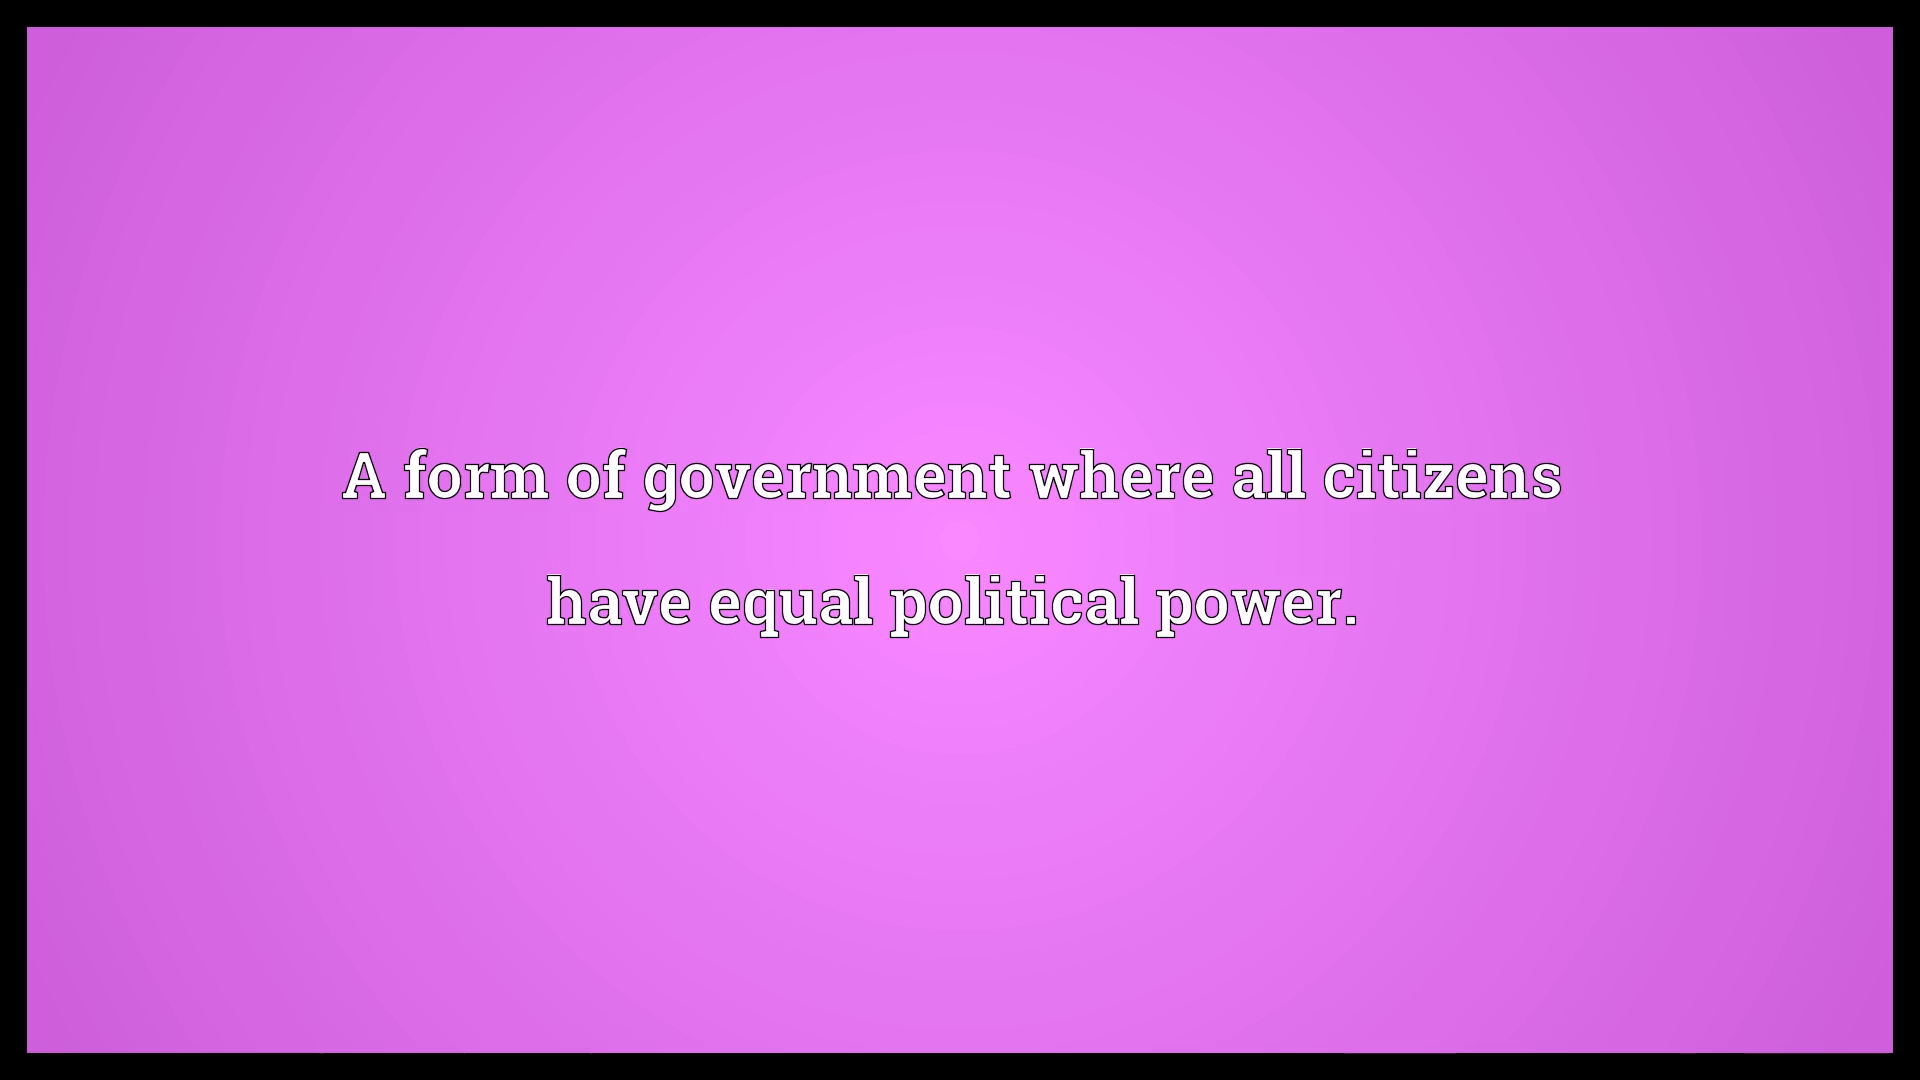 A form of government where all citizens
have equal political power.